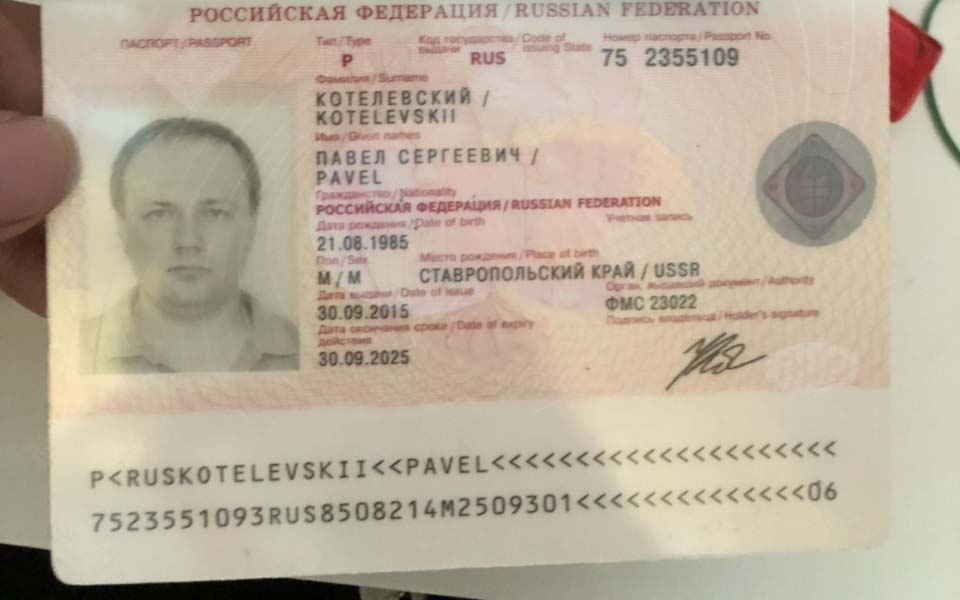 РОССИЙСКАЯ ФЕДЕРАЦИЯ / RUSSIAN FEDERATION
ПАСПОРТ / PASSPORT
Тип / Type
Код государства / Code of
выдачи issuing State
Номер паспорта / Passport No.
P
RUS
75 2355109
Фамилия / Surname
КОТЕЛЕВСКИЙ /
KOTELEVSKII
Имя / Given names
ПАВЕЛ СЕРГЕЕВИЧ /
PAVEL
Гражданство / Nationality
РОССИЙСКАЯ ФЕДЕРАЦИЯ / RUSSIAN FEDERATION
Дата рождения / Date of birth
Учетная запись
21.08.1985
Пол / Sex
Место рождения / Place of birth
М / M
СТАВРОПОЛЬСКИЙ КРАЙ / USSR
Дата выдачи / Date of issue
Орган, выдавший документ / Authority
30.09.2015
ФМС 23022
Дата окончания срока / Date of expiry
действия
Подпись владельца / Holder's signature
30.09.2025
P<RUSKOTELEVSKII<<PAVEL<<<<<<<<<<<<<<<<<<<<<
7523551093RUS8508214M2509301<<<<<<<<<<<<<<06